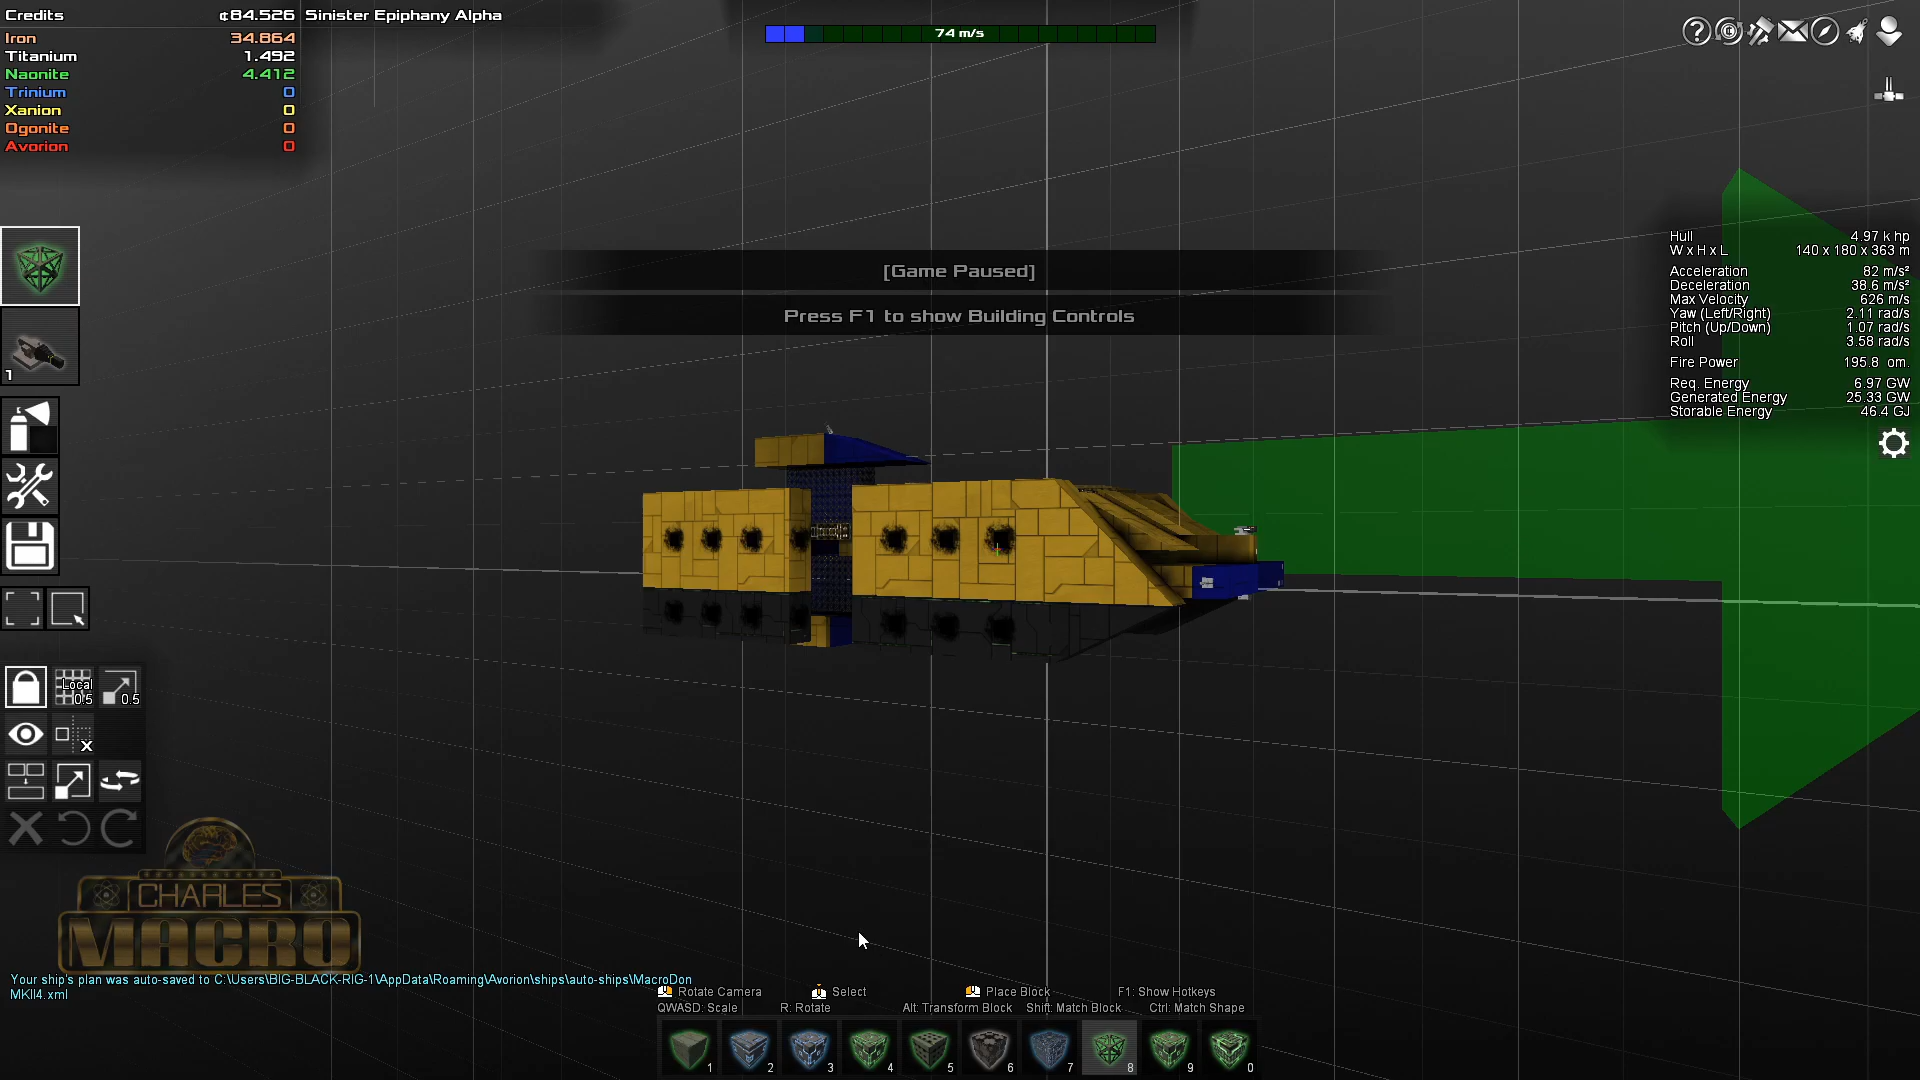 Credits ¢84.526 Sinister Epiphany Alpha
Iron 34.864
Titanium 1.492
Naonite 4.412
Trinium 0
Xanion 0
Ogonite 0
Avorion 0
74 m/s
[Game Paused]
Press F1 to show Building Controls
Hull 4.97 k hp
W x H x L 140 x 180 x 363 m
Acceleration 82 m/s²
Deceleration 38.6 m/s²
Max Velocity 626 m/s
Yaw (Left/Right) 2.11 rad/s
Pitch (Up/Down) 1.07 rad/s
Roll 3.58 rad/s
Fire Power 195.8 om.
Req. Energy 6.97 GW
Generated Energy 25.33 GW
Storable Energy 46.4 GJ
1
Local
0.5 0.5
X
CHARLES
MACRO
Your ship's plan was auto-saved to C:\Users\BIG-BLACK-RIG-1\AppData\Roaming\Avorion\ships\auto-ships\MacroDon
MKII4.xml
Rotate Camera Select Place Block F1: Show Hotkeys
QWASD: Scale R: Rotate Alt: Transform Block Shift: Match Block Ctrl: Match Shape
1 2 3 4 5 6 7 8 9 0